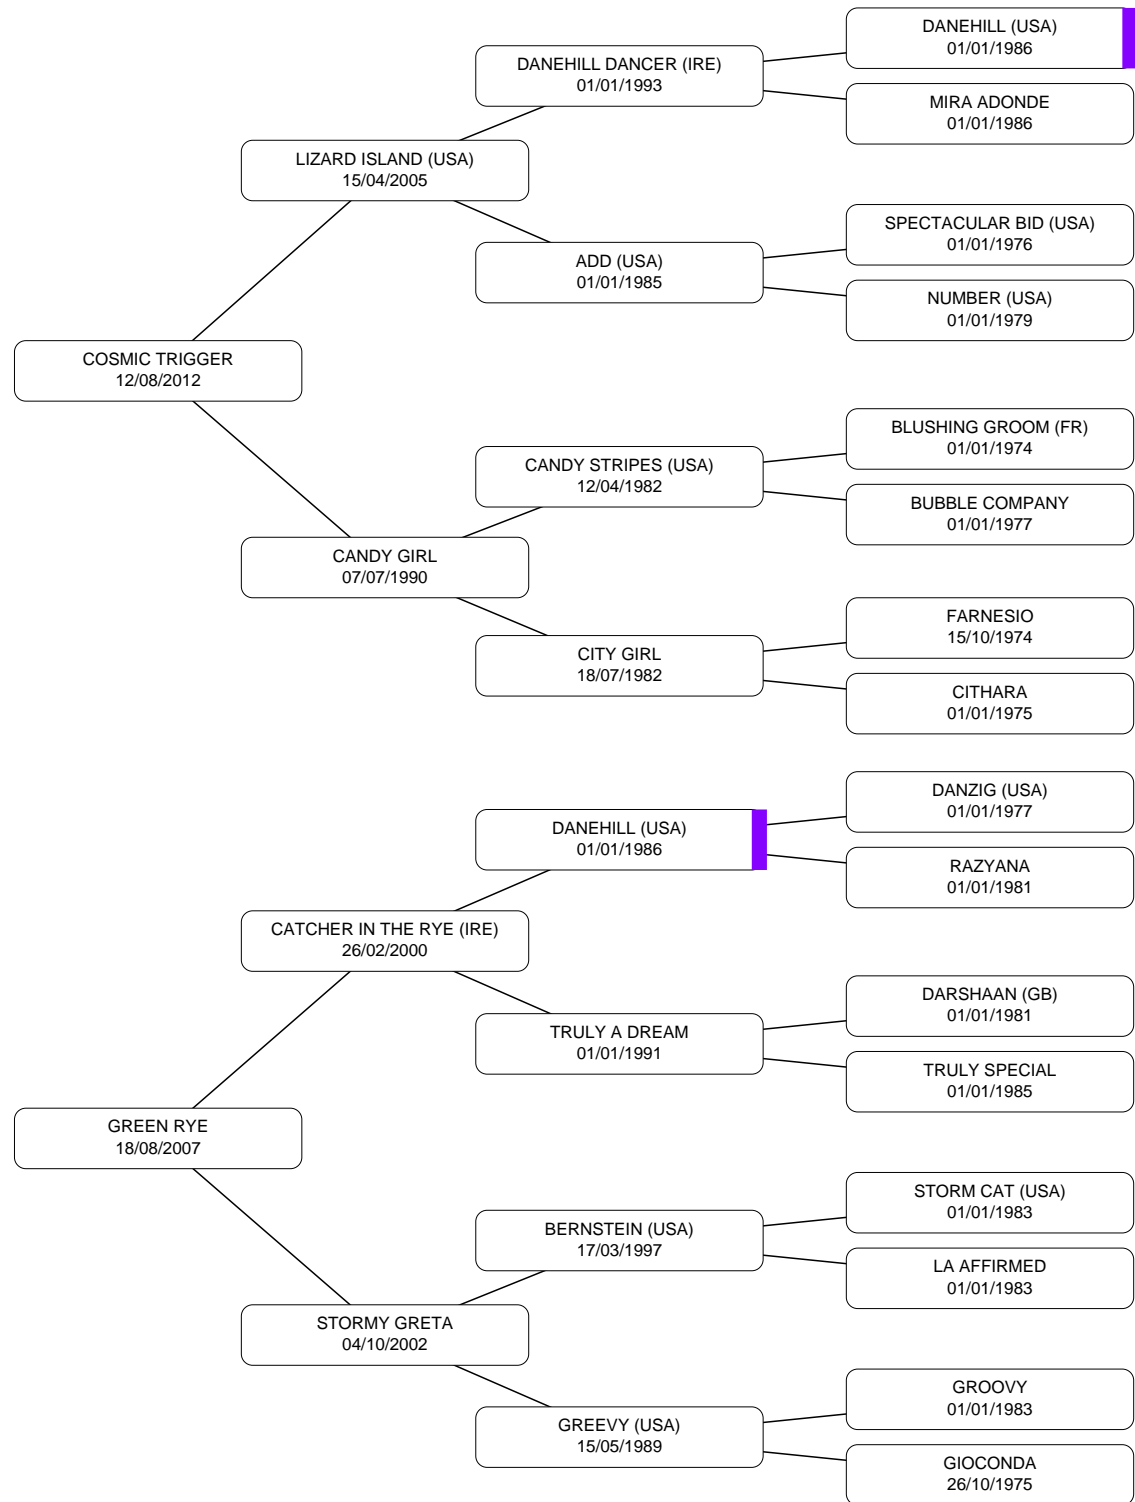 DANEHILL (USA)
01/01/1986
DANEHILL DANCER (IRE)
01/01/1993
MIRA ADONDE
01/01/1986
LIZARD ISLAND (USA)
15/04/2005
SPECTACULAR BID (USA)
01/01/1976
ADD (USA)
01/01/1985
NUMBER (USA)
01/01/1979
COSMIC TRIGGER
12/08/2012
BLUSHING GROOM (FR)
01/01/1974
CANDY STRIPES (USA)
12/04/1982
BUBBLE COMPANY
01/01/1977
CANDY GIRL
07/07/1990
FARNESIO
15/10/1974
CITY GIRL
18/07/1982
CITHARA
01/01/1975
DANZIG (USA)
01/01/1977
DANEHILL (USA)
01/01/1986
RAZYANA
01/01/1981
CATCHER IN THE RYE (IRE)
26/02/2000
DARSHAAN (GB)
01/01/1981
TRULY A DREAM
01/01/1991
TRULY SPECIAL
01/01/1985
GREEN RYE
18/08/2007
STORM CAT (USA)
01/01/1983
BERNSTEIN (USA)
17/03/1997
LA AFFIRMED
01/01/1983
STORMY GRETA
04/10/2002
GROOVY
01/01/1983
GREEVY (USA)
15/05/1989
GIOCONDA
26/10/1975